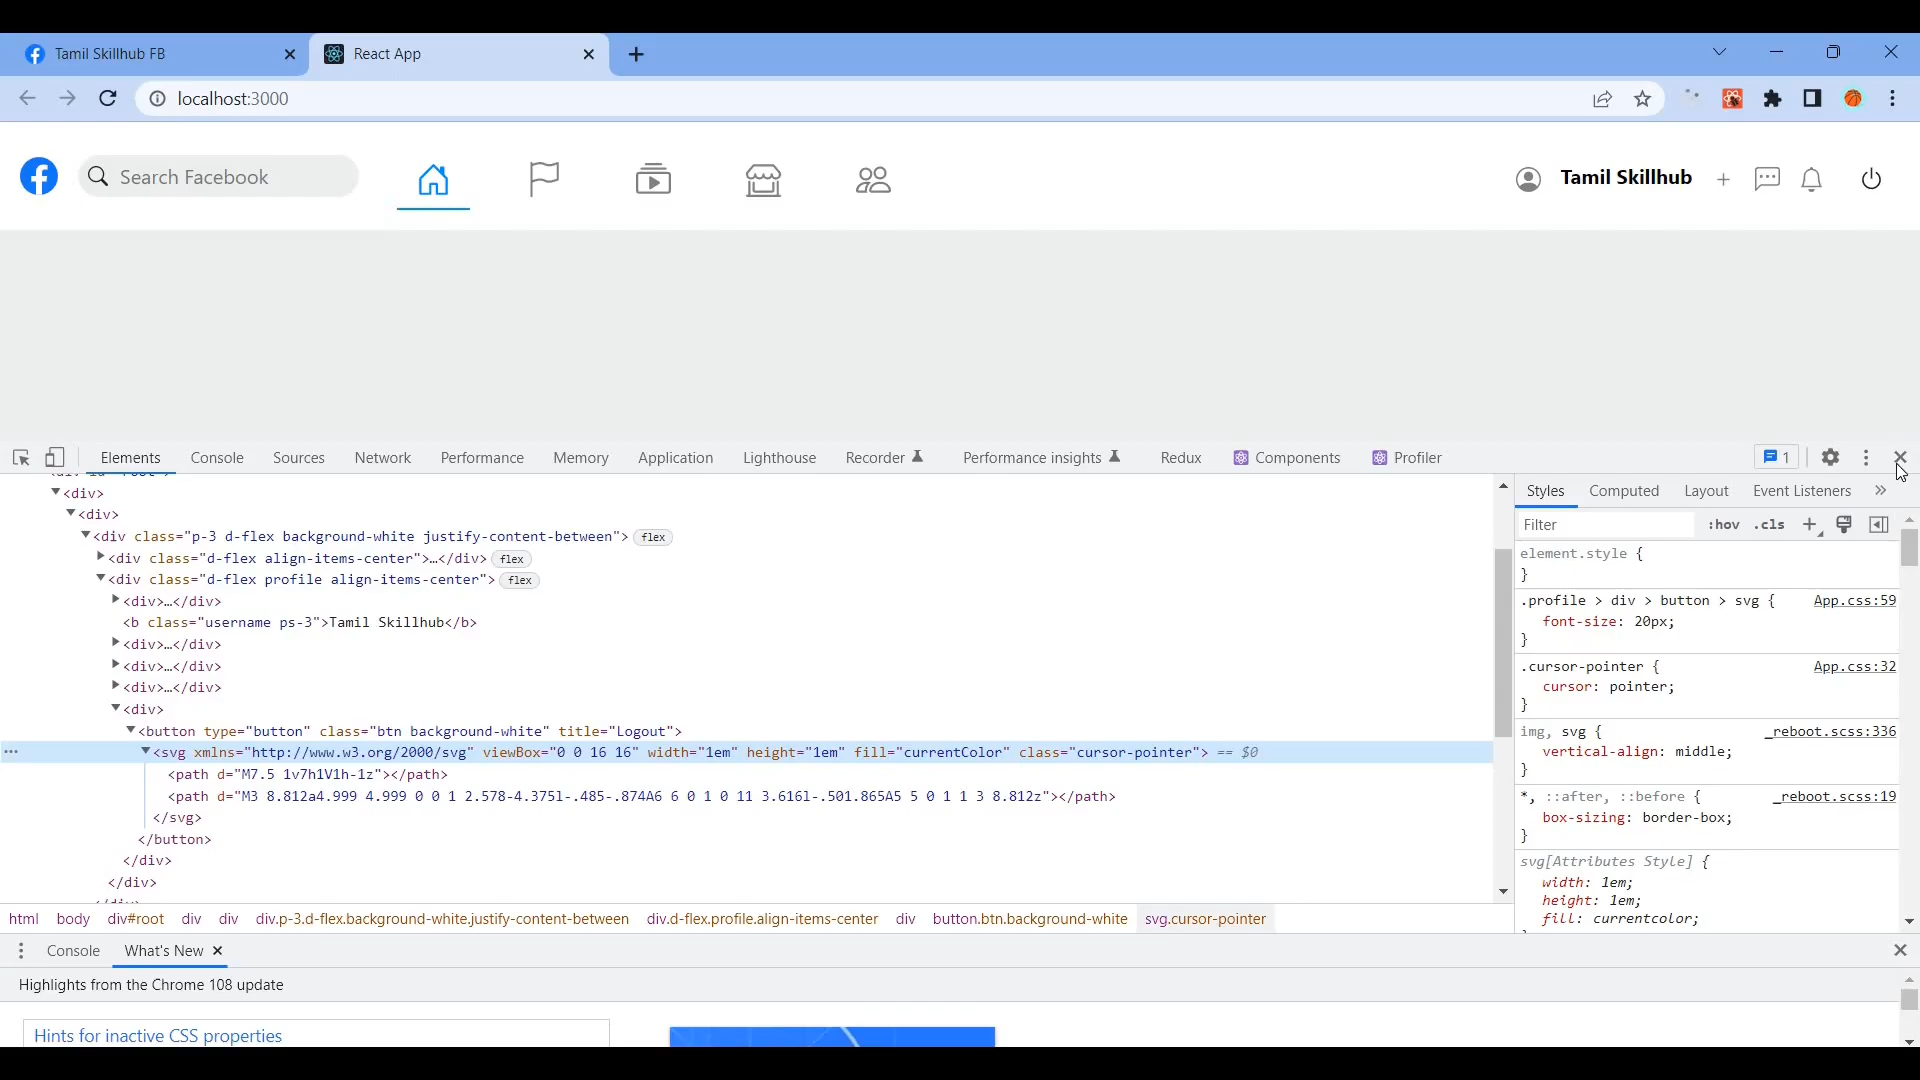 Tamil Skillhub FB
React App
localhost:3000
Search Facebook
Tamil Skillhub
Elements Console Sources Network Performance Memory Application Lighthouse Recorder Performance insights Redux Components Profiler 1
<div>
<div>
<div class="p-3 d-flex background-white justify-content-between"> flex
<div class="d-flex align-items-center">…</div> flex
<div class="d-flex profile align-items-center"> flex
<div>…</div>
<b class="username ps-3">Tamil Skillhub</b>
<div>…</div>
<div>…</div>
<div>…</div>
<div>
<button type="button" class="btn background-white" title="Logout">
<svg xmlns="http://www.w3.org/2000/svg" viewBox="0 0 16 16" width="1em" height="1em" fill="currentColor" class="cursor-pointer"> == $0
<path d="M7.5 1v7h1V1h-1z"></path>
<path d="M3 8.812a4.999 4.999 0 0 1 2.578-4.375l-.485-.874A6 6 0 1 0 11 3.616l-.501.865A5 5 0 1 1 3 8.812z"></path>
</svg>
</button>
</div>
</div>
Styles Computed Layout Event Listeners »
Filter :hov .cls
element.style {
}
.profile > div > button > svg { App.css:59
font-size: 20px;
}
.cursor-pointer { App.css:32
cursor: pointer;
}
img, svg { _reboot.scss:336
vertical-align: middle;
}
*, ::after, ::before { _reboot.scss:19
box-sizing: border-box;
}
svg[Attributes Style] {
width: 1em;
height: 1em;
fill: currentcolor;
html body div#root div div div.p-3.d-flex.background-white.justify-content-between div.d-flex.profile.align-items-center div button.btn.background-white svg.cursor-pointer
Console What's New
Highlights from the Chrome 108 update
Hints for inactive CSS properties